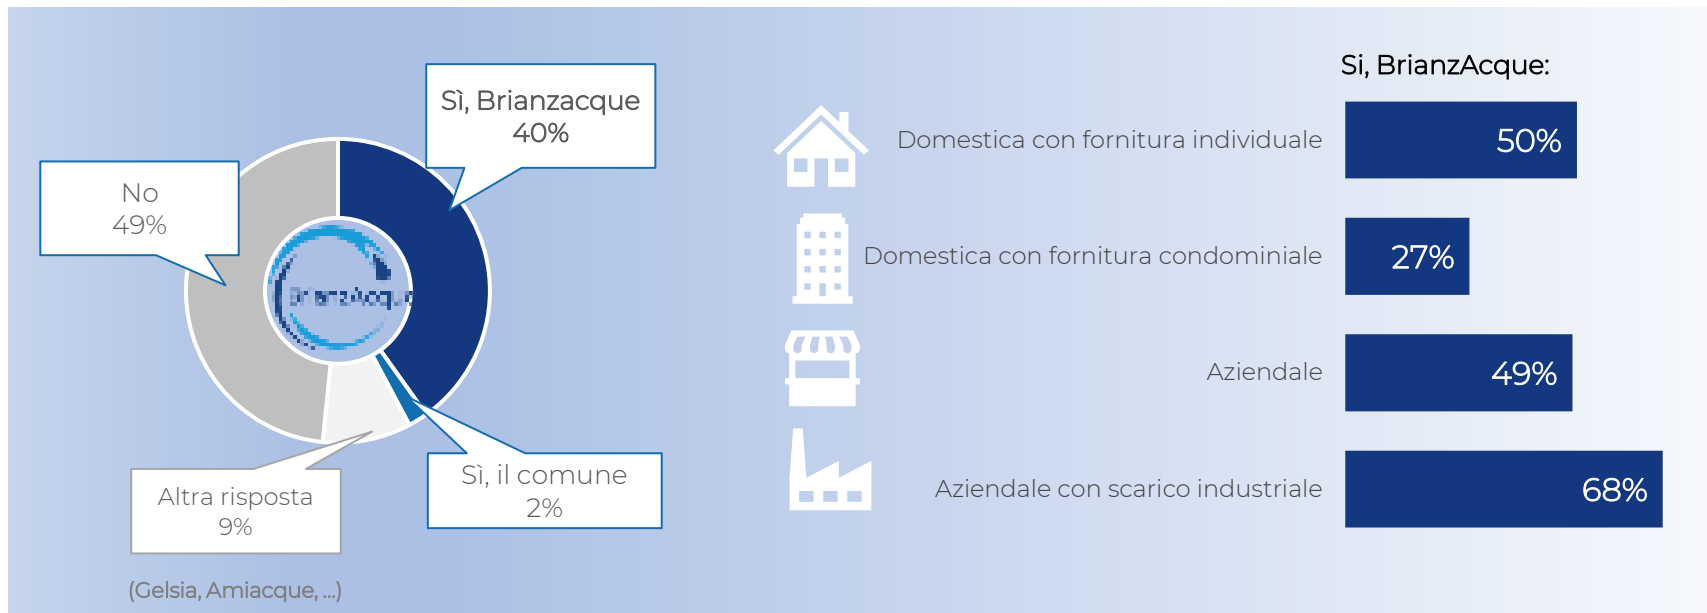 Sì, Brianzacque
40%
No
49%
BrianzAcque
Sì, il comune
2%
Altra risposta
9%
(Gelsia, Amiacque, ...)
Si, BrianzAcque:
Domestica con fornitura individuale
50%
Domestica con fornitura condominiale
27%
Aziendale
49%
Aziendale con scarico industriale
68%